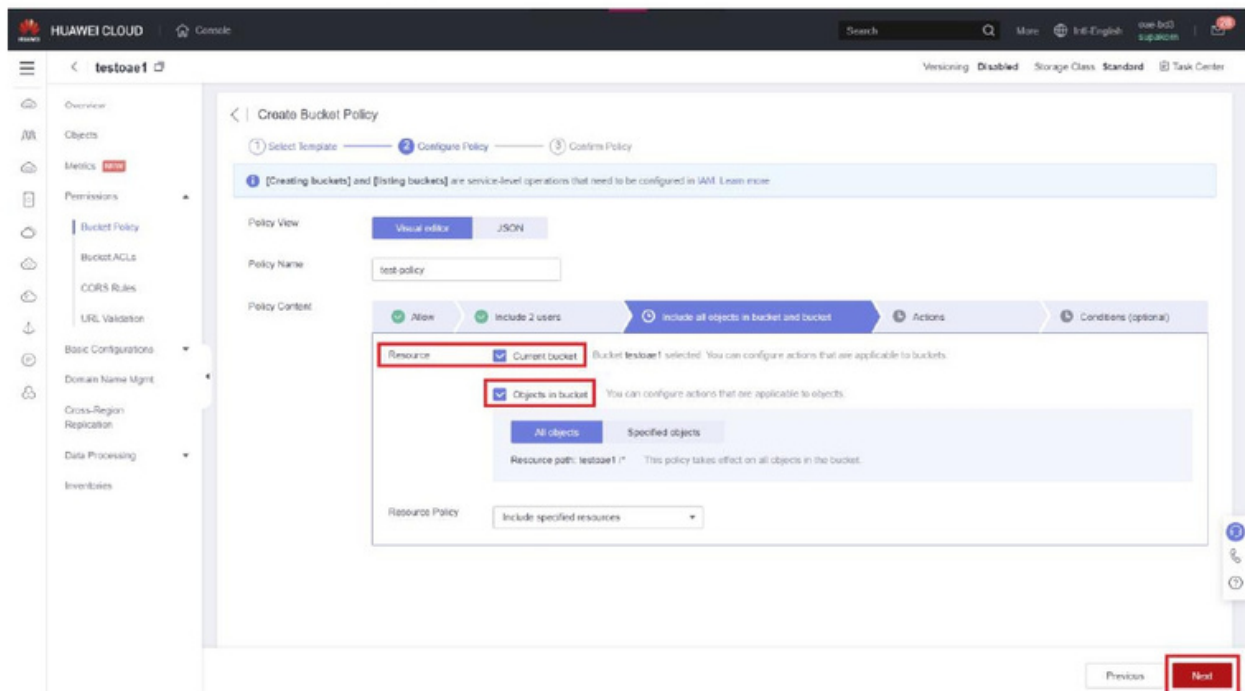 HUAWEI CLOUD Console Search More Intl-English
supakorn
28
HUAWEI
testoae1 Versioning Disabled Storage Class Standard Task Center
Overview
Objects
Metrics NEW
Permissions
Bucket Policy
Bucket ACLs
CORS Rules
URL Validation
Basic Configurations
Domain Name Mgmt
Cross-Region
Replication
Data Processing
Inventories
Create Bucket Policy
1 Select Template 2 Configure Policy 3 Confirm Policy
[Creating buckets] and [listing buckets] are service-level operations that need to be configured in IAM. Learn more
Policy View Visual editor JSON
Policy Name test-policy
Policy Content Allow Include 2 users Include all objects in bucket and bucket Actions Conditions (optional)
Resource Current bucket Bucket testoae1 selected. You can configure actions that are applicable to buckets.
Objects in bucket You can configure actions that are applicable to objects.
All objects Specified objects
Resource path: testoae1 /* This policy takes effect on all objects in the bucket.
Resource Policy Include specified resources
Previous Next